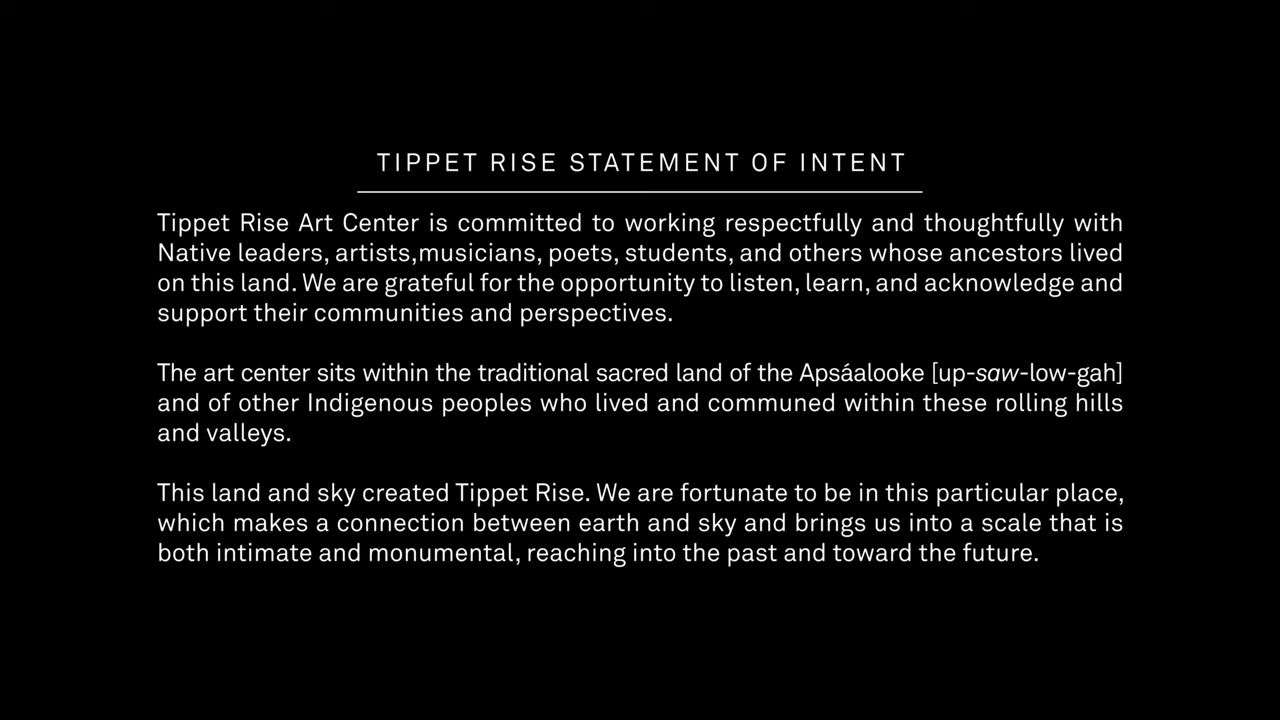 TIPPET RISE STATEMENT OF INTENT
Tippet Rise Art Center is committed to working respectfully and thoughtfully with
Native leaders, artists,musicians, poets, students, and others whose ancestors lived
on this land. We are grateful for the opportunity to listen, learn, and acknowledge and
support their communities and perspectives.
The art center sits within the traditional sacred land of the Apsáalooke [up-saw-low-gah]
and of other Indigenous peoples who lived and communed within these rolling hills
and valleys.
This land and sky created Tippet Rise. We are fortunate to be in this particular place,
which makes a connection between earth and sky and brings us into a scale that is
both intimate and monumental, reaching into the past and toward the future.